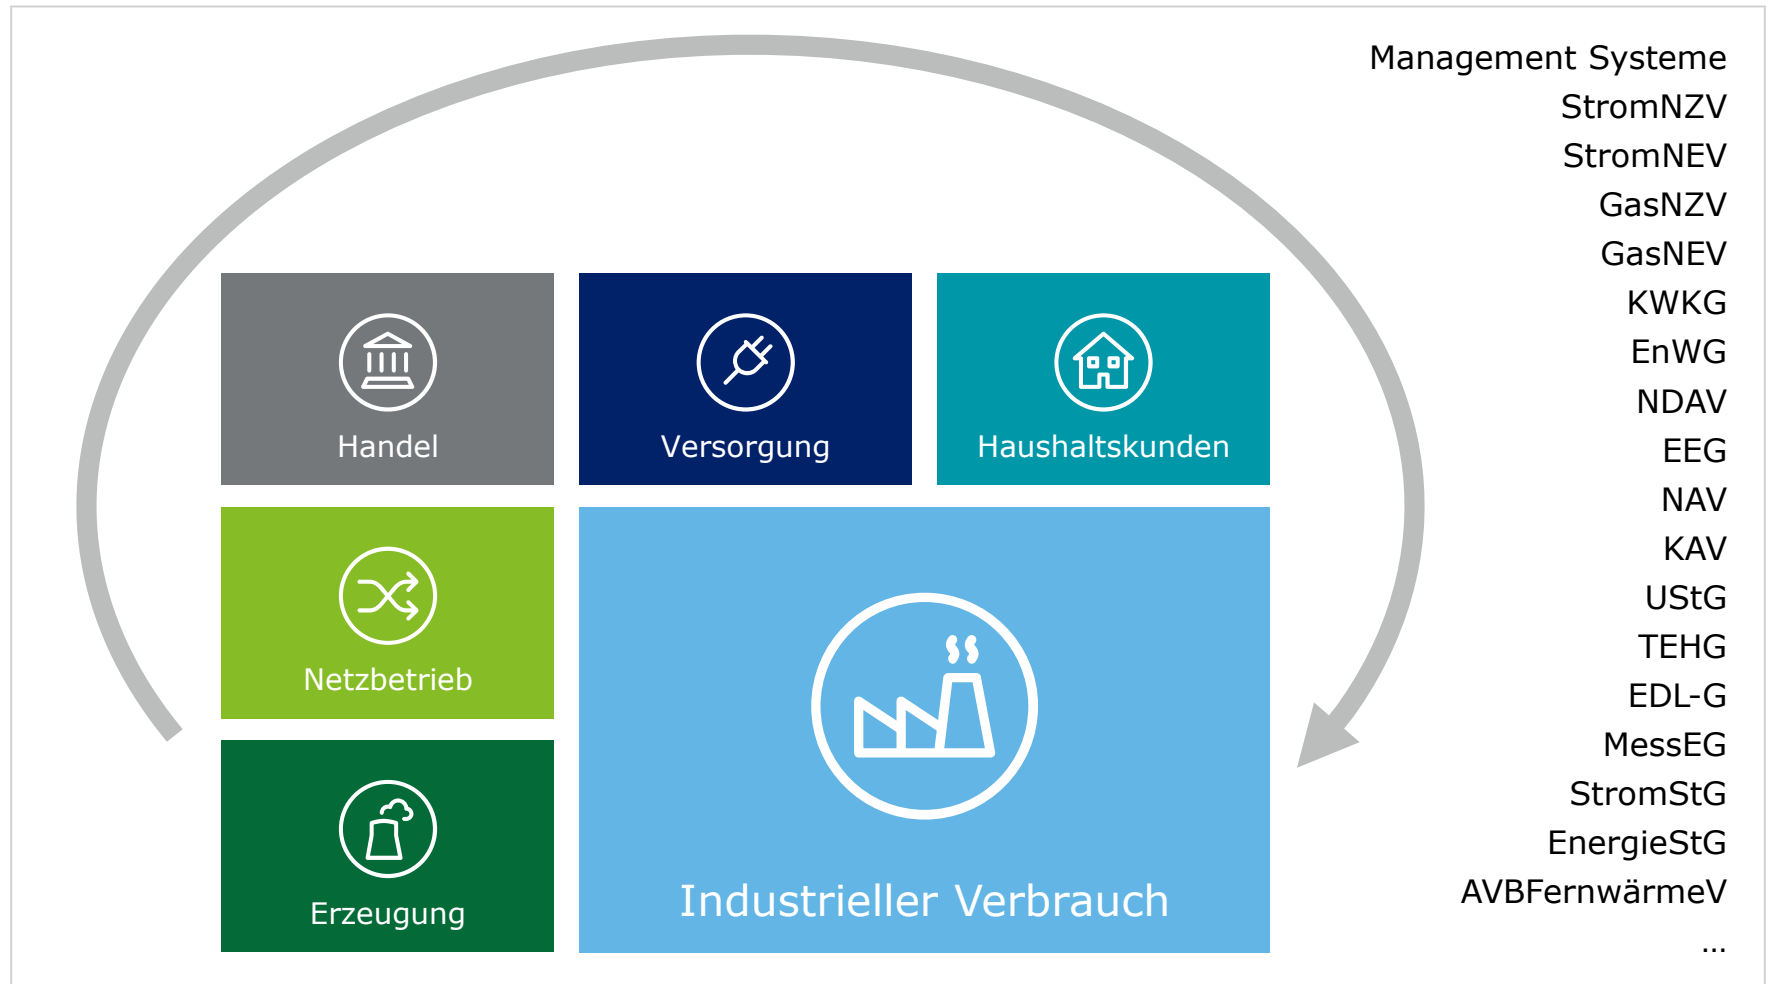 Handel
Versorgung
Haushaltskunden
Netzbetrieb
Erzeugung
Industrieller Verbrauch
Management Systeme
StromNZV
StromNEV
GasNZV
GasNEV
KWKG
EnWG
NDAV
EEG
NAV
KAV
UStG
TEHG
EDL-G
MessEG
StromStG
EnergieStG
AVBFernwärmeV
...